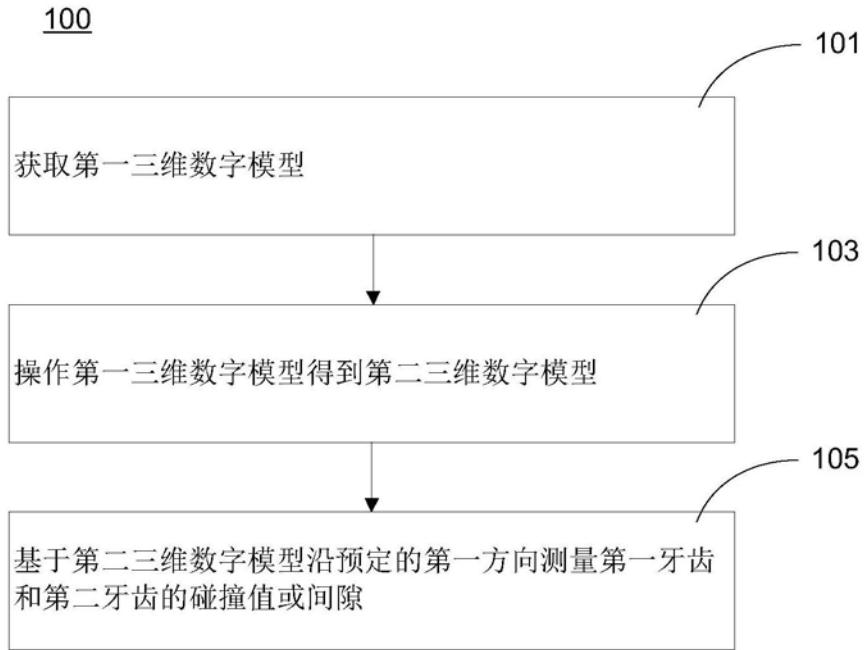 100
101
获取第一三维数字模型
103
操作第一三维数字模型得到第二三维数字模型
105
基于第二三维数字模型沿预定的第一方向测量第一牙齿
和第二牙齿的碰撞值或间隙